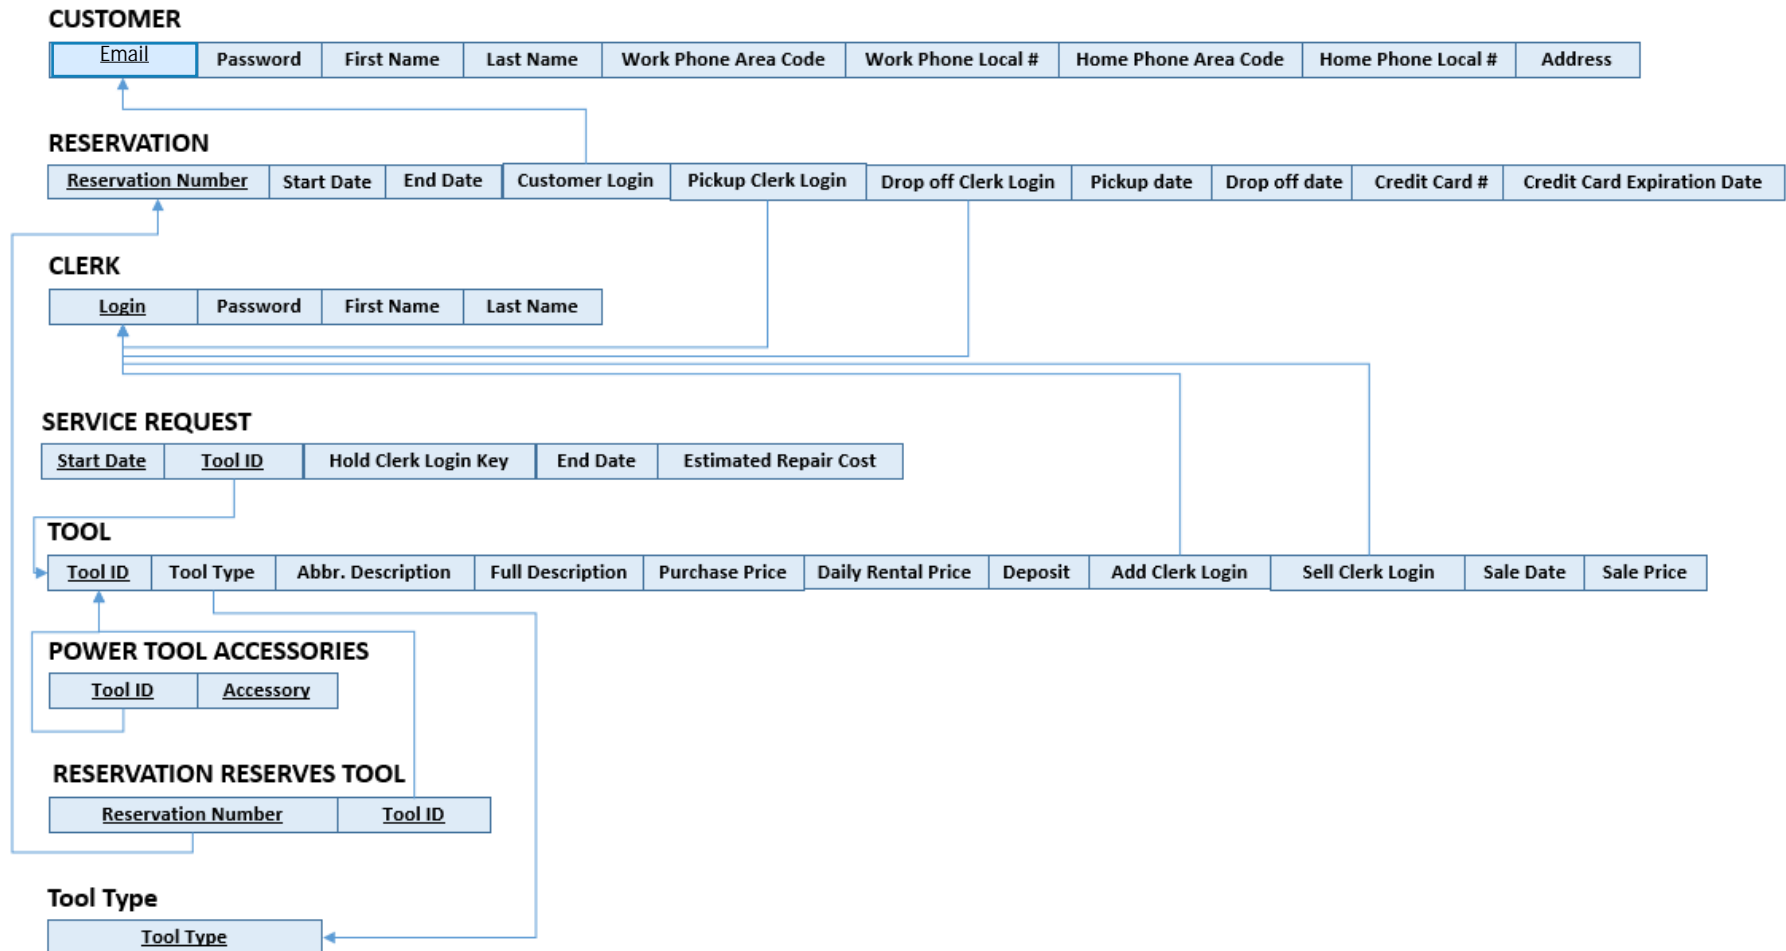 CUSTOMER
Email Password First Name Last Name Work Phone Area Code Work Phone Local # Home Phone Area Code Home Phone Local # Address
RESERVATION
Reservation Number Start Date End Date Customer Login Pickup Clerk Login Drop off Clerk Login Pickup date Drop off date Credit Card # Credit Card Expiration Date
CLERK
Login Password First Name Last Name
SERVICE REQUEST
Start Date Tool ID Hold Clerk Login Key End Date Estimated Repair Cost
TOOL
Tool ID Tool Type Abbr. Description Full Description Purchase Price Daily Rental Price Deposit Add Clerk Login Sell Clerk Login Sale Date Sale Price
POWER TOOL ACCESSORIES
Tool ID Accessory
RESERVATION RESERVES TOOL
Reservation Number Tool ID
Tool Type
Tool Type